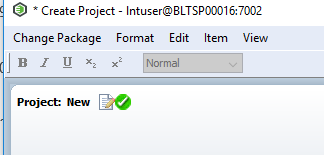 * Create Project - Intuser@BLTSP00016:7002
Change Package Format Edit Item View
B I U X₂ x² Normal
Project: New